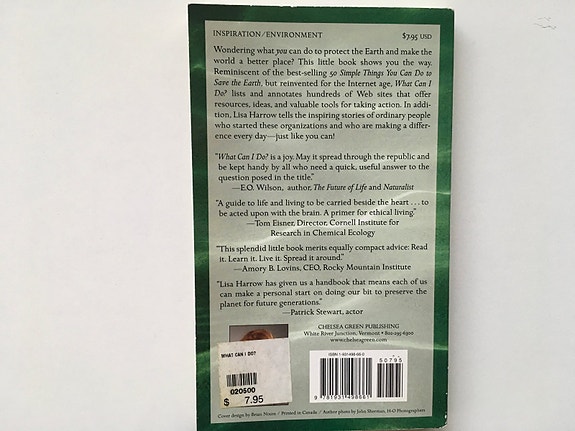 INSPIRATION/ENVIRONMENT $7.95 USD
Wondering what you can do to protect the Earth and make the
world a better place? This little book shows you the way.
Reminiscent of the best-selling 50 Simple Things You Can Do to
Save the Earth, but reinvented for the Internet age, What Can I
Do? lists and annotates hundreds of Web sites that offer
resources, ideas, and valuable tools for taking action. In addi-
tion, Lisa Harrow tells the inspiring stories of ordinary people
who started these organizations and who are making a differ-
ence every day—just like you can!
"What Can I Do? is a joy. May it spread through the republic and
be kept handy by all who need a quick, useful answer to the
question posed in the title."
—E.O. Wilson, author, The Future of Life and Naturalist
"A guide to life and living to be carried beside the heart . . . to
be acted upon with the brain. A primer for ethical living."
—Tom Eisner, Director, Cornell Institute for
Research in Chemical Ecology
"This splendid little book merits equally compact advice: Read
it. Learn it. Live it. Spread it around."
—Amory B. Lovins, CEO, Rocky Mountain Institute
"Lisa Harrow has given us a handbook that means each of us
can make a personal start on doing our bit to preserve the
planet for future generations."
—Patrick Stewart, actor
CHELSEA GREEN PUBLISHING
White River Junction, Vermont • 802-295-6300
www.chelseagreen.com
WHAT CAN I DO?
020500
$ 7.95
ISBN 1-931498-66-0
50795
9 781931 498661
Cover design by Brian Nixon / Printed in Canada / Author photo by John Sherman, H-O Photographers